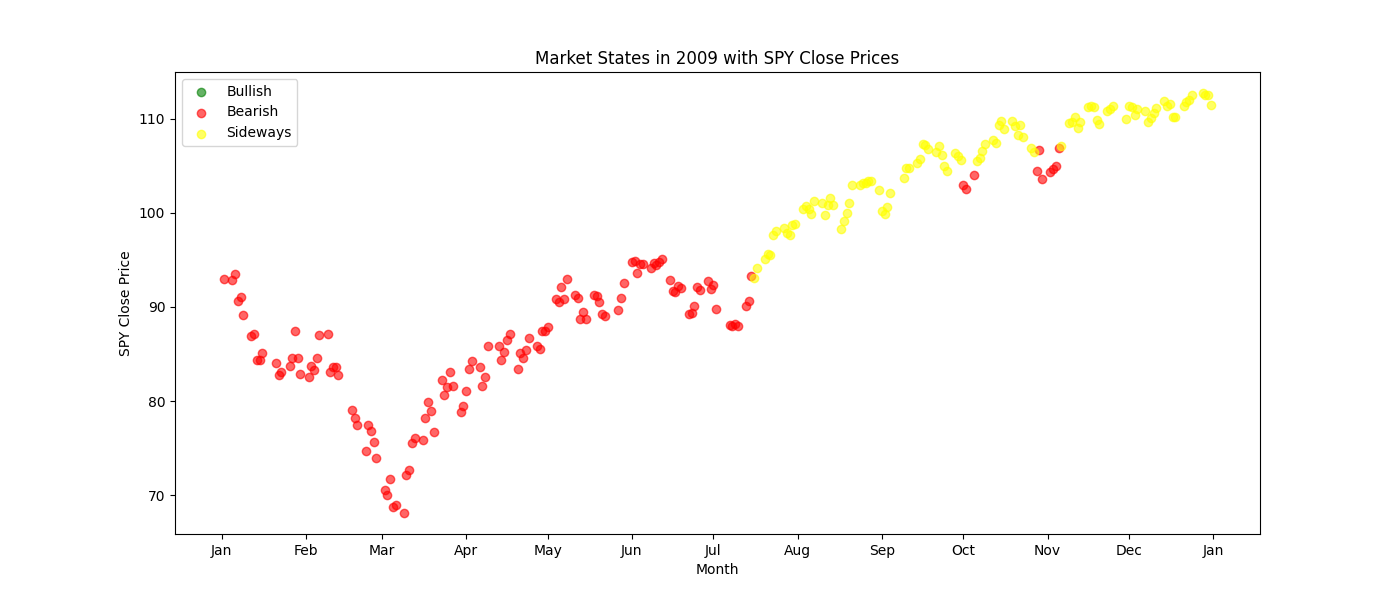 Market States in 2009 with SPY Close Prices
Bullish
Bearish
Sideways
SPY Close Price
110
100
90
80
70
Jan Feb Mar Apr May Jun Jul Aug Sep Oct Nov Dec Jan
Month